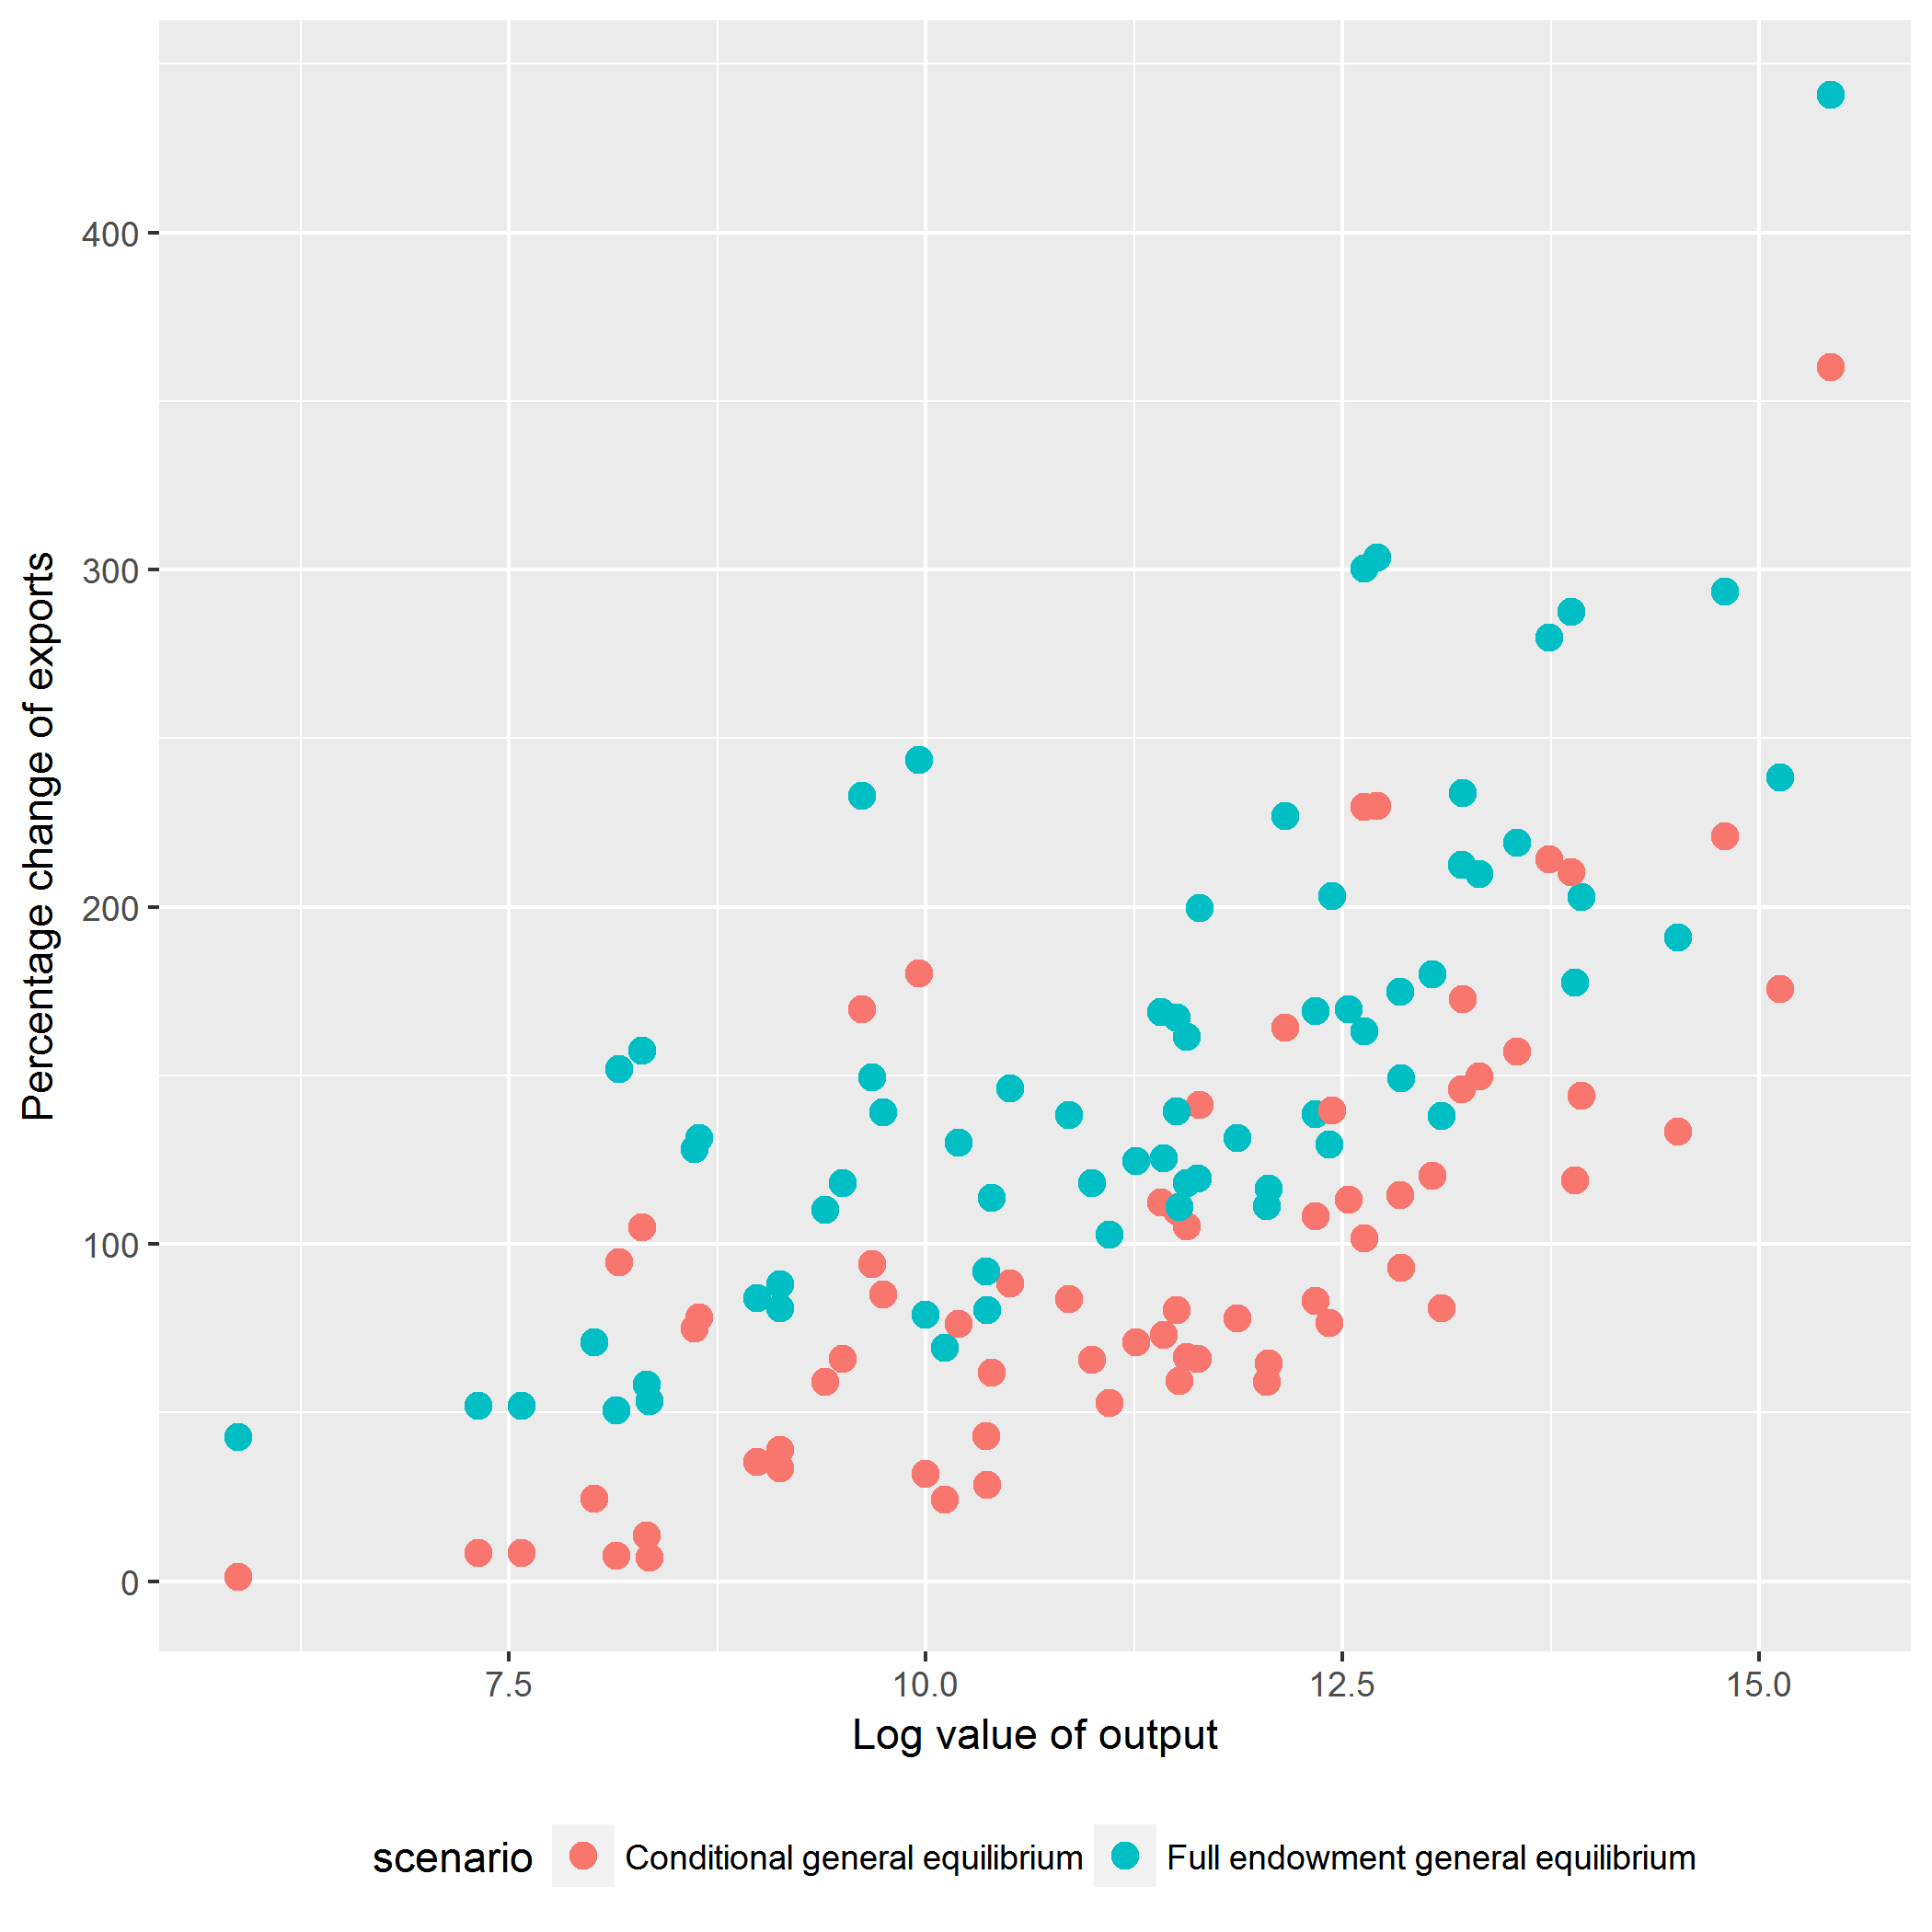 Percentage change of exports
400
300
200
100
0
7.5 10.0 12.5 15.0
Log value of output
scenario Conditional general equilibrium Full endowment general equilibrium